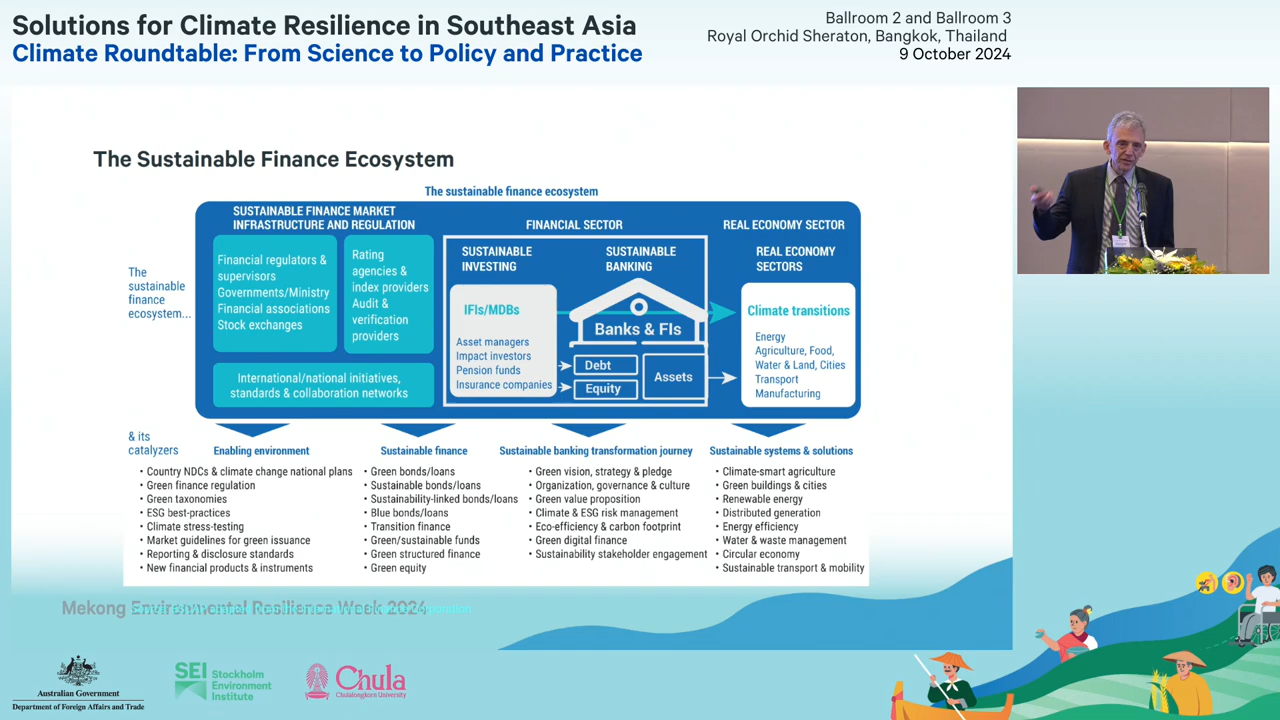 Solutions for Climate Resilience in Southeast Asia
Climate Roundtable: From Science to Policy and Practice
Ballroom 2 and Ballroom 3
Royal Orchid Sheraton, Bangkok, Thailand
9 October 2024
The Sustainable Finance Ecosystem
The sustainable finance ecosystem
SUSTAINABLE FINANCE MARKET
INFRASTRUCTURE AND REGULATION
FINANCIAL SECTOR
REAL ECONOMY SECTOR
The
sustainable
finance
ecosystem...
Financial regulators &
supervisors
Governments/Ministry
Financial associations
Stock exchanges
Rating
agencies &
index providers
Audit &
verification
providers
International/national initiatives,
standards & collaboration networks
SUSTAINABLE
INVESTING
IFIs/MDBs
Asset managers
Impact investors
Pension funds
Insurance companies
SUSTAINABLE
BANKING
Banks & FIs
Debt
Equity
Assets
REAL ECONOMY
SECTORS
Climate transitions
Energy
Agriculture, Food,
Water & Land, Cities
Transport
Manufacturing
& its
catalyzers
Enabling environment
• Country NDCs & climate change national plans
• Green finance regulation
• Green taxonomies
• ESG best-practices
• Climate stress-testing
• Market guidelines for green issuance
• Reporting & disclosure standards
• New financial products & instruments
Sustainable finance
• Green bonds/loans
• Sustainable bonds/loans
• Sustainability-linked bonds/loans
• Blue bonds/loans
• Transition finance
• Green/sustainable funds
• Green structured finance
• Green equity
Sustainable banking transformation journey
• Green vision, strategy & pledge
• Organization, governance & culture
• Green value proposition
• Climate & ESG risk management
• Eco-efficiency & carbon footprint
• Green digital finance
• Sustainability stakeholder engagement
Sustainable systems & solutions
• Climate-smart agriculture
• Green buildings & cities
• Renewable energy
• Distributed generation
• Energy efficiency
• Water & waste management
• Circular economy
• Sustainable transport & mobility
Mekong Environmental Resilience Week 2024
Australian Government
Department of Foreign Affairs and Trade
SEI Stockholm
Environment
Institute
Chula
Chulalongkorn University